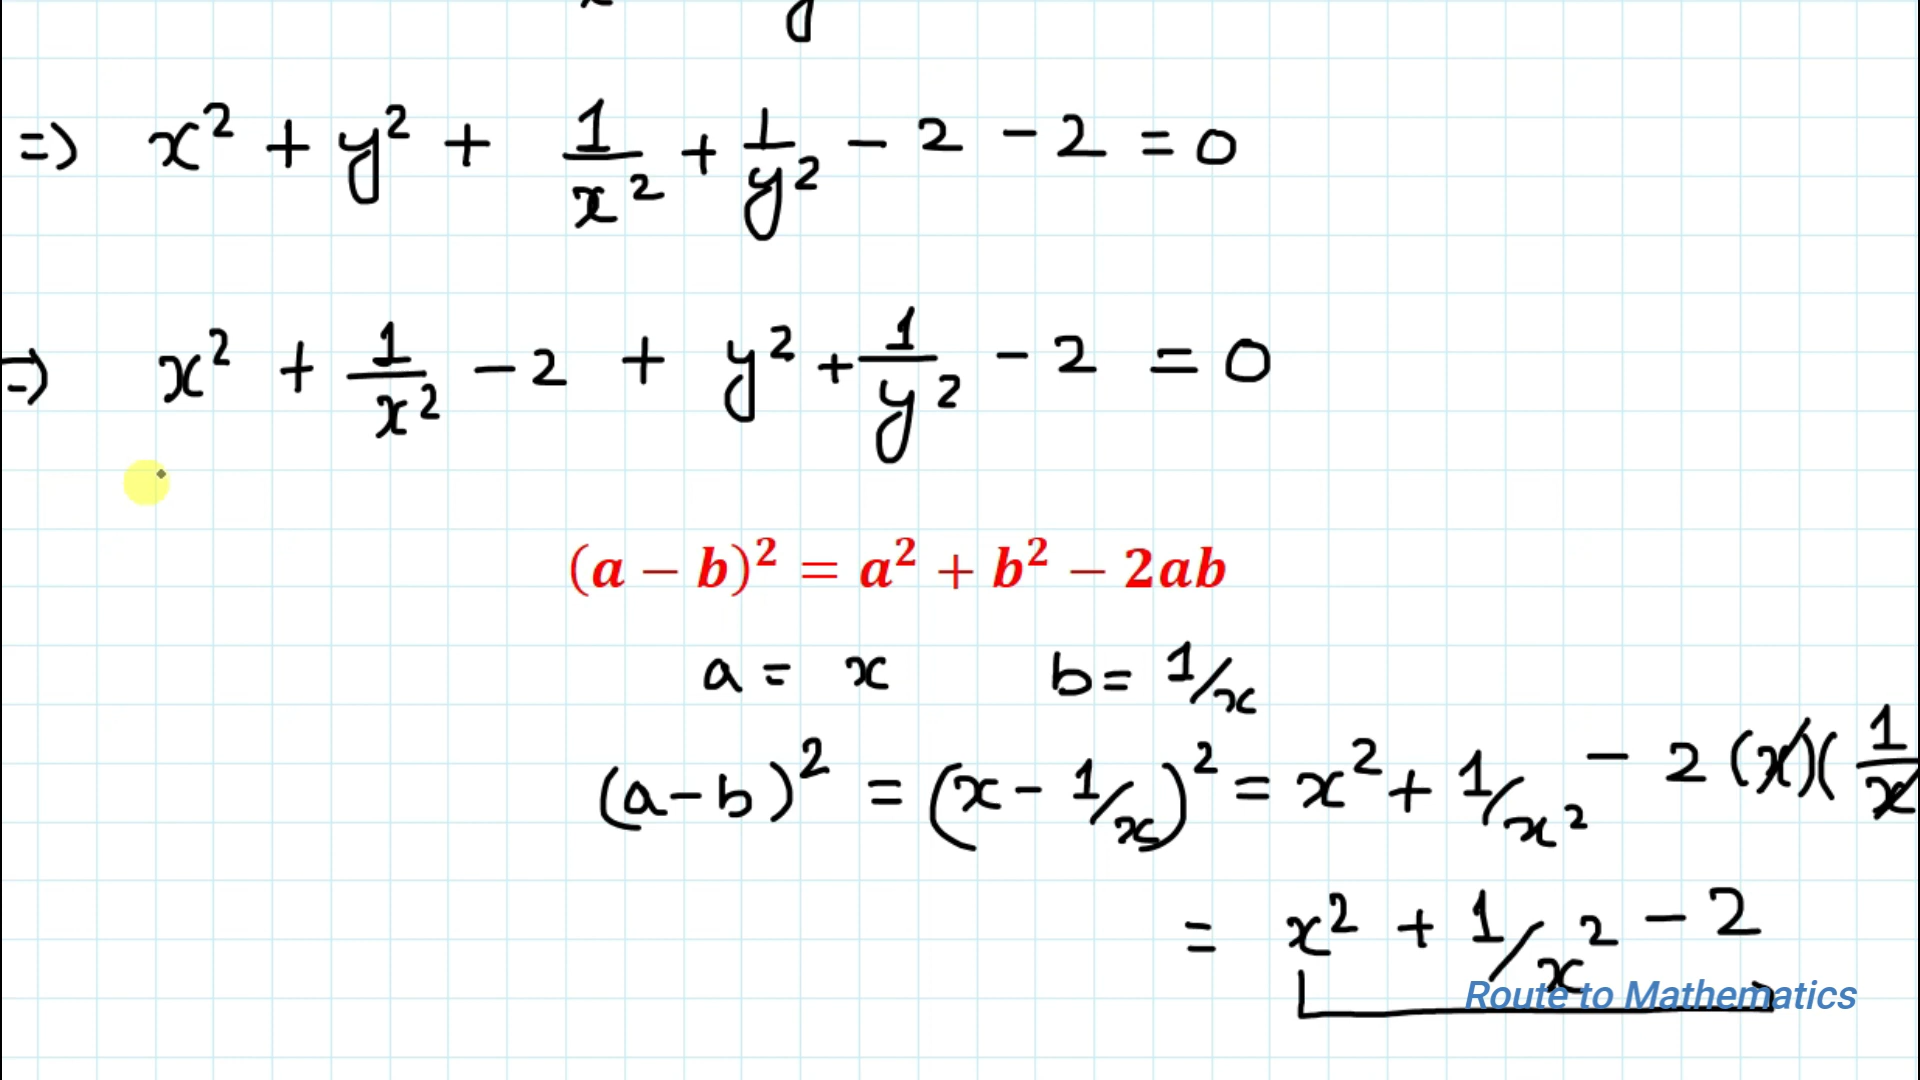 => x² + y² + 1/x² + 1/y² - 2 - 2 = 0
=> x² + 1/x² - 2 + y² + 1/y² - 2 = 0
(a − b)² = a² + b² − 2ab
a = x b = 1/x
(a-b)² = (x - 1/x)² = x² + 1/x² - 2 (x)(1/x
= x² + 1/x² - 2
Route to Mathematics